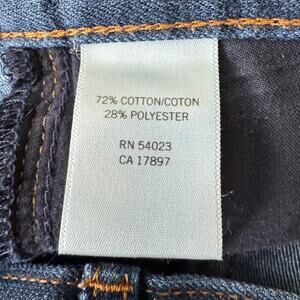 72% COTTON/COTON
28% POLYESTER
RN 54023
CA 17897